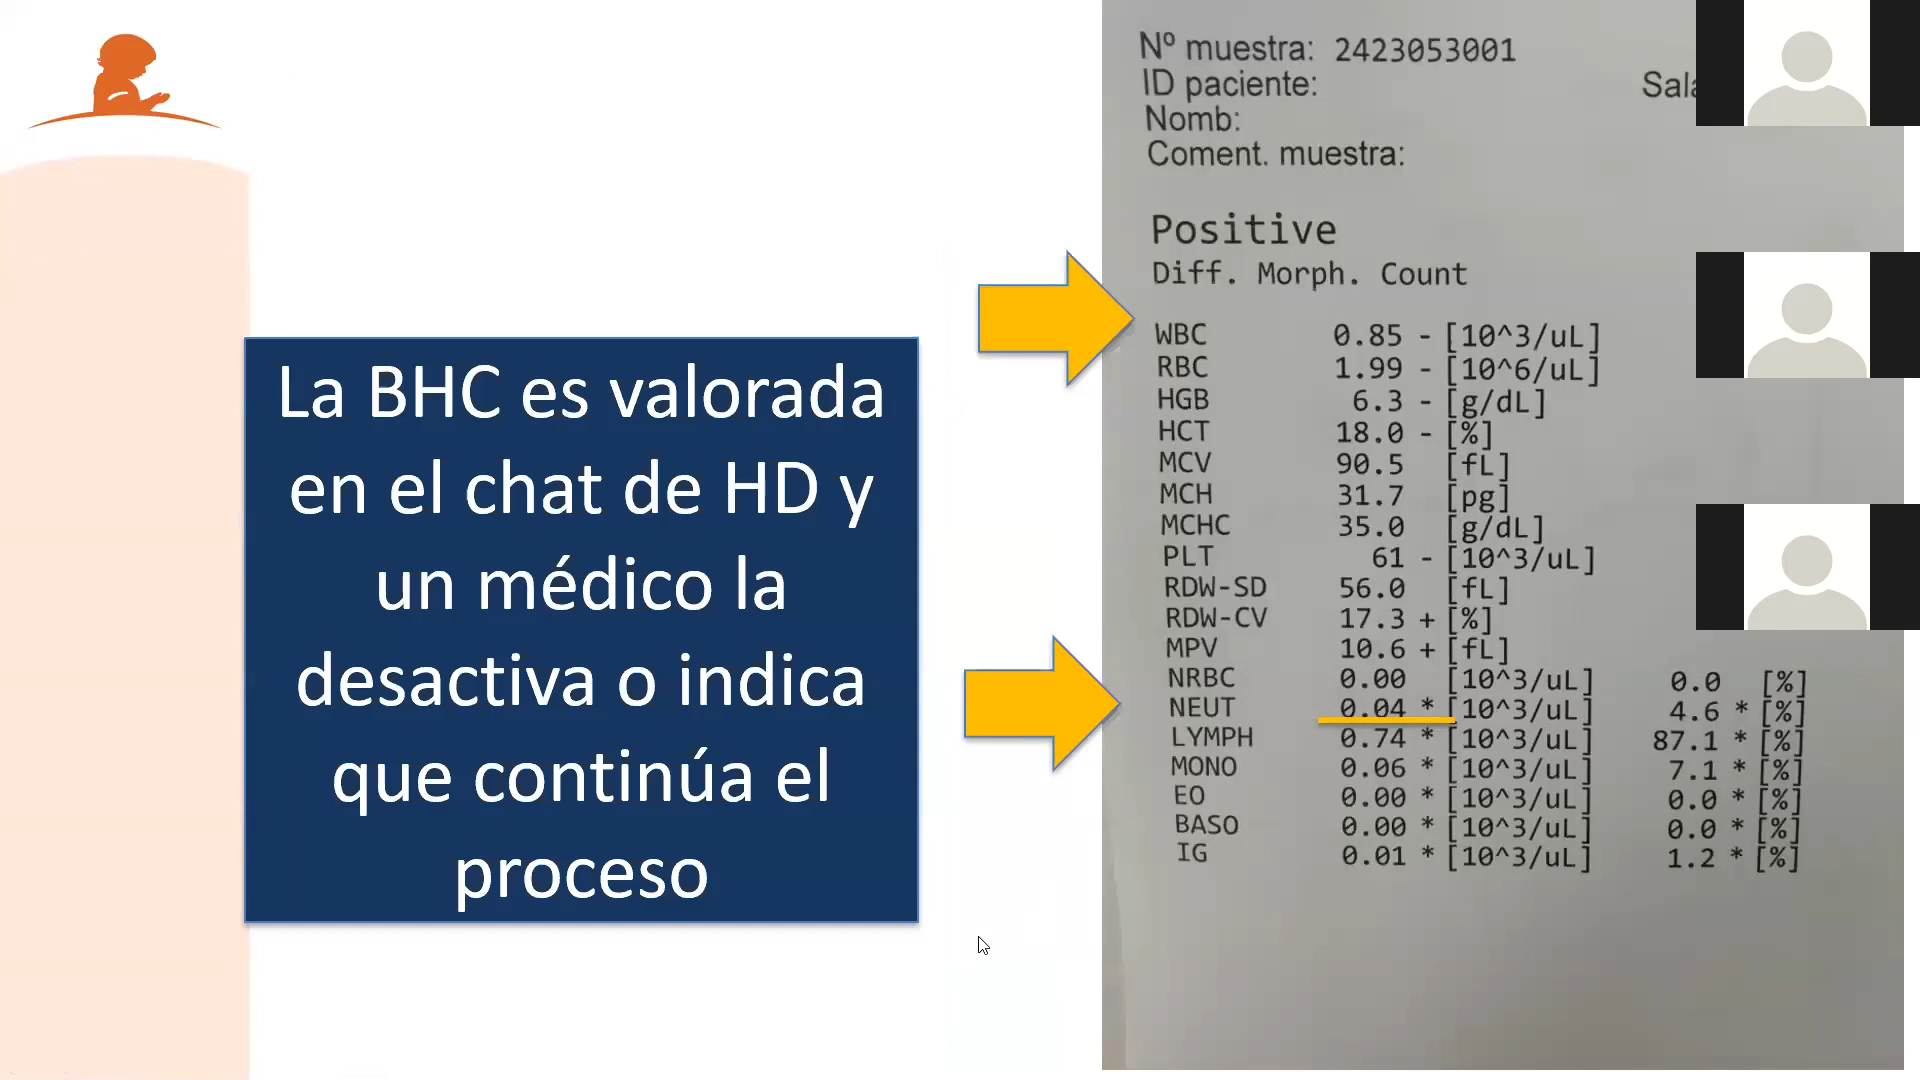 La BHC es valorada
en el chat de HD y
un médico la
desactiva o indica
que continúa el
proceso
Nº muestra: 2423053001
ID paciente:
Nomb:
Coment. muestra:
Positive
Diff. Morph. Count
WBC 0.85 - [10^3/uL]
RBC 1.99 - [10^6/uL]
HGB 6.3 - [g/dL]
HCT 18.0 - [%]
MCV 90.5 [fL]
MCH 31.7 [pg]
MCHC 35.0 [g/dL]
PLT 61 - [10^3/uL]
RDW-SD 56.0 [fL]
RDW-CV 17.3 + [%]
MPV 10.6 + [fL]
NRBC 0.00 [10^3/uL] 0.0 [%]
NEUT 0.04 * [10^3/uL] 4.6 * [%]
LYMPH 0.74 * [10^3/uL] 87.1 * [%]
MONO 0.06 * [10^3/uL] 7.1 * [%]
EO 0.00 * [10^3/uL] 0.0 * [%]
BASO 0.00 * [10^3/uL] 0.0 * [%]
IG 0.01 * [10^3/uL] 1.2 * [%]